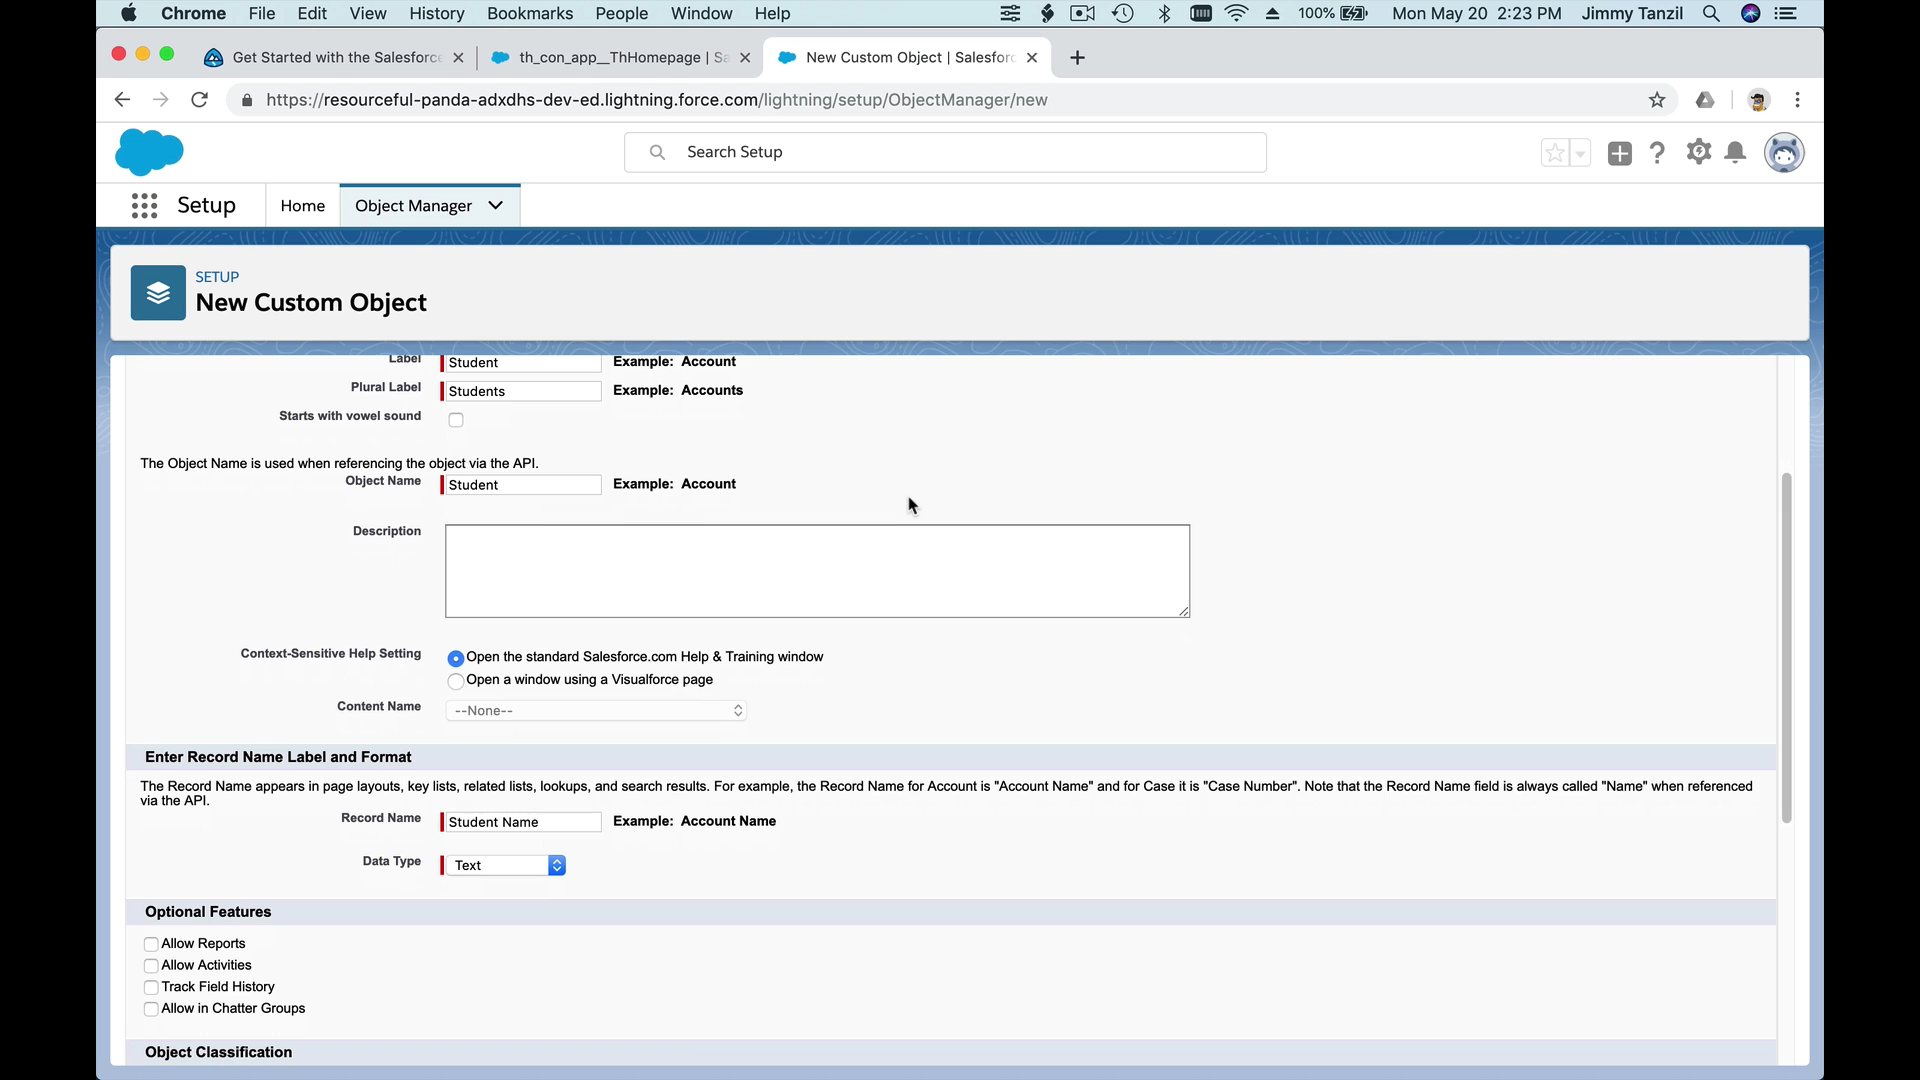 Chrome File Edit View History Bookmarks People Window Help 100% Mon May 20 2:23 PM Jimmy Tanzil
Get Started with the Salesforce
th_con_app__ThHomepage | Sa
New Custom Object | Salesforc
https://resourceful-panda-adxdhs-dev-ed.lightning.force.com/lightning/setup/ObjectManager/new
Search Setup
Setup Home Object Manager
SETUP
New Custom Object
Label Student Example: Account
Plural Label Students Example: Accounts
Starts with vowel sound
The Object Name is used when referencing the object via the API.
Object Name Student Example: Account
Description
Context-Sensitive Help Setting Open the standard Salesforce.com Help & Training window
Open a window using a Visualforce page
Content Name --None--
Enter Record Name Label and Format
The Record Name appears in page layouts, key lists, related lists, lookups, and search results. For example, the Record Name for Account is "Account Name" and for Case it is "Case Number". Note that the Record Name field is always called "Name" when referenced
via the API.
Record Name Student Name Example: Account Name
Data Type Text
Optional Features
Allow Reports
Allow Activities
Track Field History
Allow in Chatter Groups
Object Classification